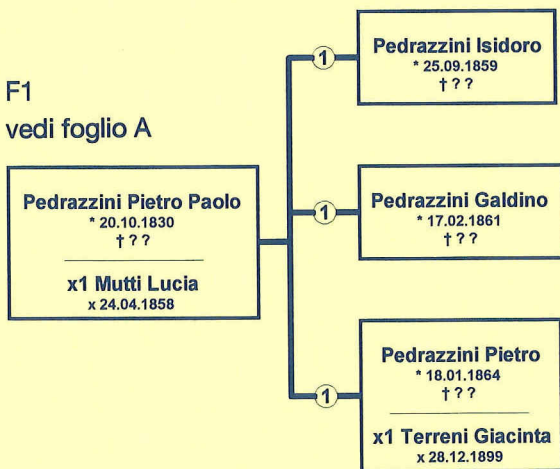 F1
vedi foglio A
Pedrazzini Pietro Paolo
* 20.10.1830
† ? ?
x1 Mutti Lucia
x 24.04.1858
1
Pedrazzini Isidoro
* 25.09.1859
† ? ?
1
Pedrazzini Galdino
* 17.02.1861
† ? ?
1
Pedrazzini Pietro
* 18.01.1864
† ? ?
x1 Terreni Giacinta
x 28.12.1899